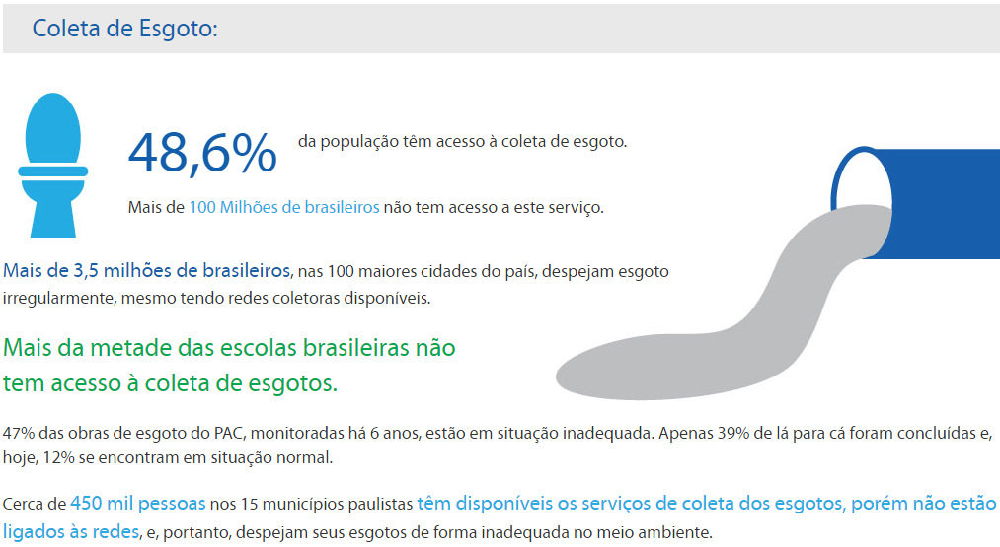 Coleta de Esgoto:
48,6% da população têm acesso à coleta de esgoto.
Mais de 100 Milhões de brasileiros não tem acesso a este serviço.
Mais de 3,5 milhões de brasileiros, nas 100 maiores cidades do país, despejam esgoto
irregularmente, mesmo tendo redes coletoras disponíveis.
Mais da metade das escolas brasileiras não
tem acesso à coleta de esgotos.
47% das obras de esgoto do PAC, monitoradas há 6 anos, estão em situação inadequada. Apenas 39% de lá para cá foram concluídas e,
hoje, 12% se encontram em situação normal.
Cerca de 450 mil pessoas nos 15 municípios paulistas têm disponíveis os serviços de coleta dos esgotos, porém não estão
ligados às redes, e, portanto, despejam seus esgotos de forma inadequada no meio ambiente.